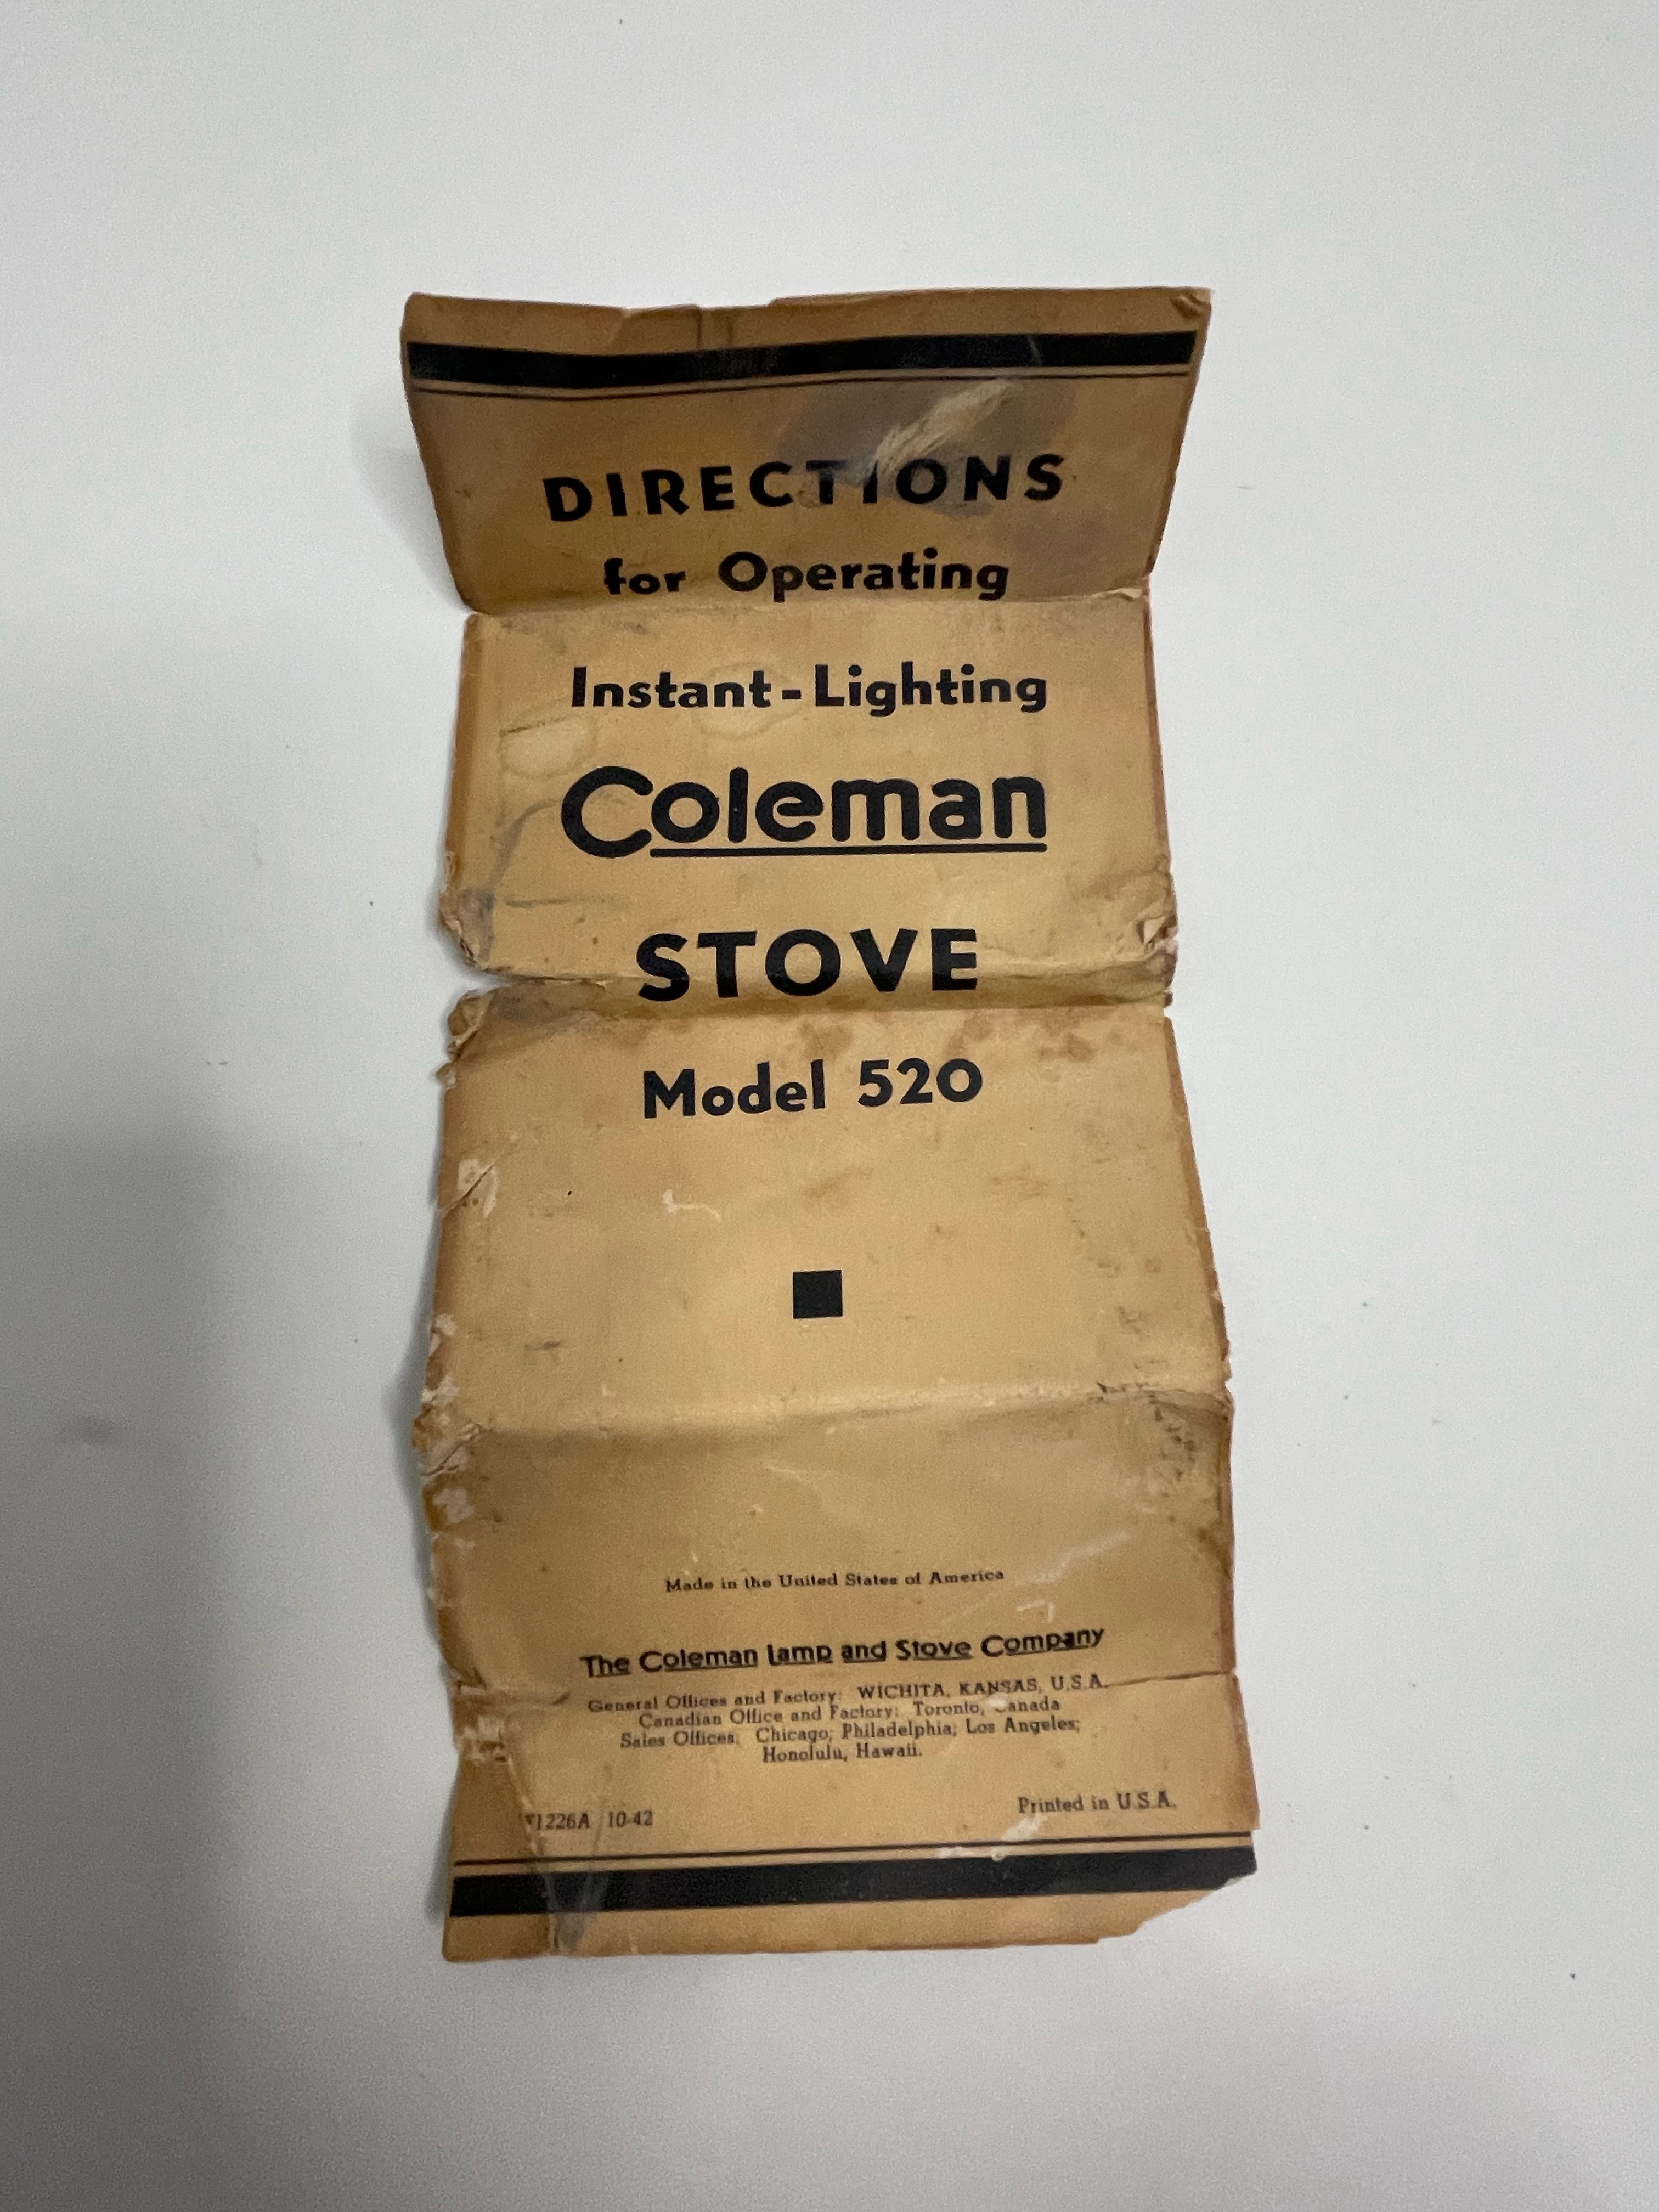 DIRECTIONS
for Operating
Instant-Lighting
Coleman
STOVE
Model 520
Made in the United States of America
The Coleman Lamp and Stove Company
General Offices and Factory: WICHITA, KANSAS, U.S.A.
Canadian Office and Factory: Toronto, Canada
Sales Offices: Chicago; Philadelphia; Los Angeles;
Honolulu, Hawaii.
10-42
Printed in U.S.A.